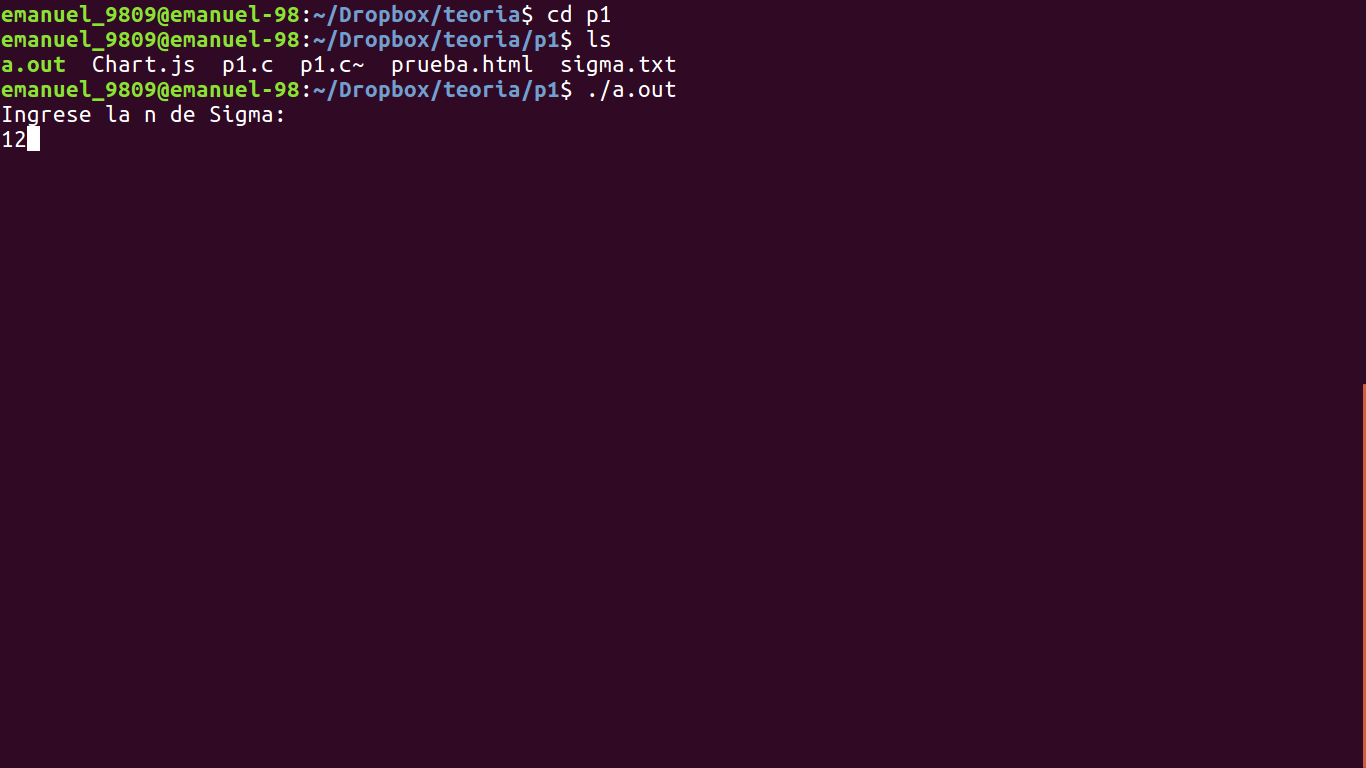 emanuel_9809@emanuel-98:~/Dropbox/teoria$ cd p1
emanuel_9809@emanuel-98:~/Dropbox/teoria/p1$ ls
a.out  Chart.js  p1.c  p1.c~  prueba.html  sigma.txt
emanuel_9809@emanuel-98:~/Dropbox/teoria/p1$ ./a.out
Ingrese la n de Sigma:
12